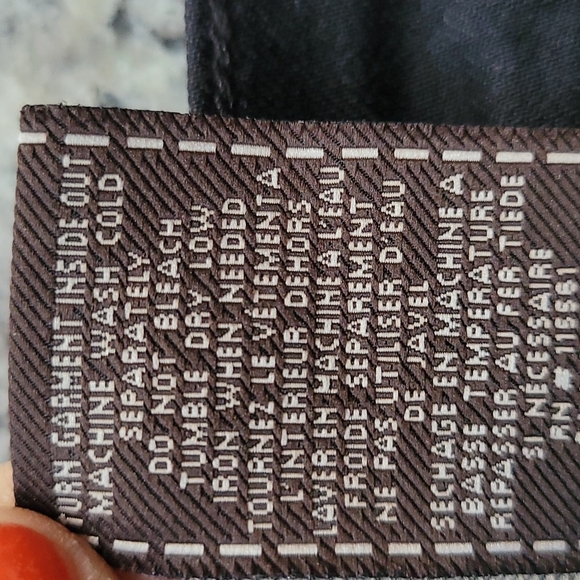 TURN GARMENT INSIDE OUT
MACHINE WASH COLD
SEPARATELY
DO NOT BLEACH
TUMBLE DRY LOW
IRON WHEN NEEDED
TOURNEZ LE VÊTEMENT A
L'INTERIEUR DEHORS
LAVER EN MACHINE A L'EAU
FROIDE SEPAREMENT
NE PAS UTILISER D'EAU
DE JAVEL
SECHAGE EN MACHINE A
BASSE TEMPERATURE
REPASSER AU FER TIEDE
SI NECESSAIRE
RN # 116661